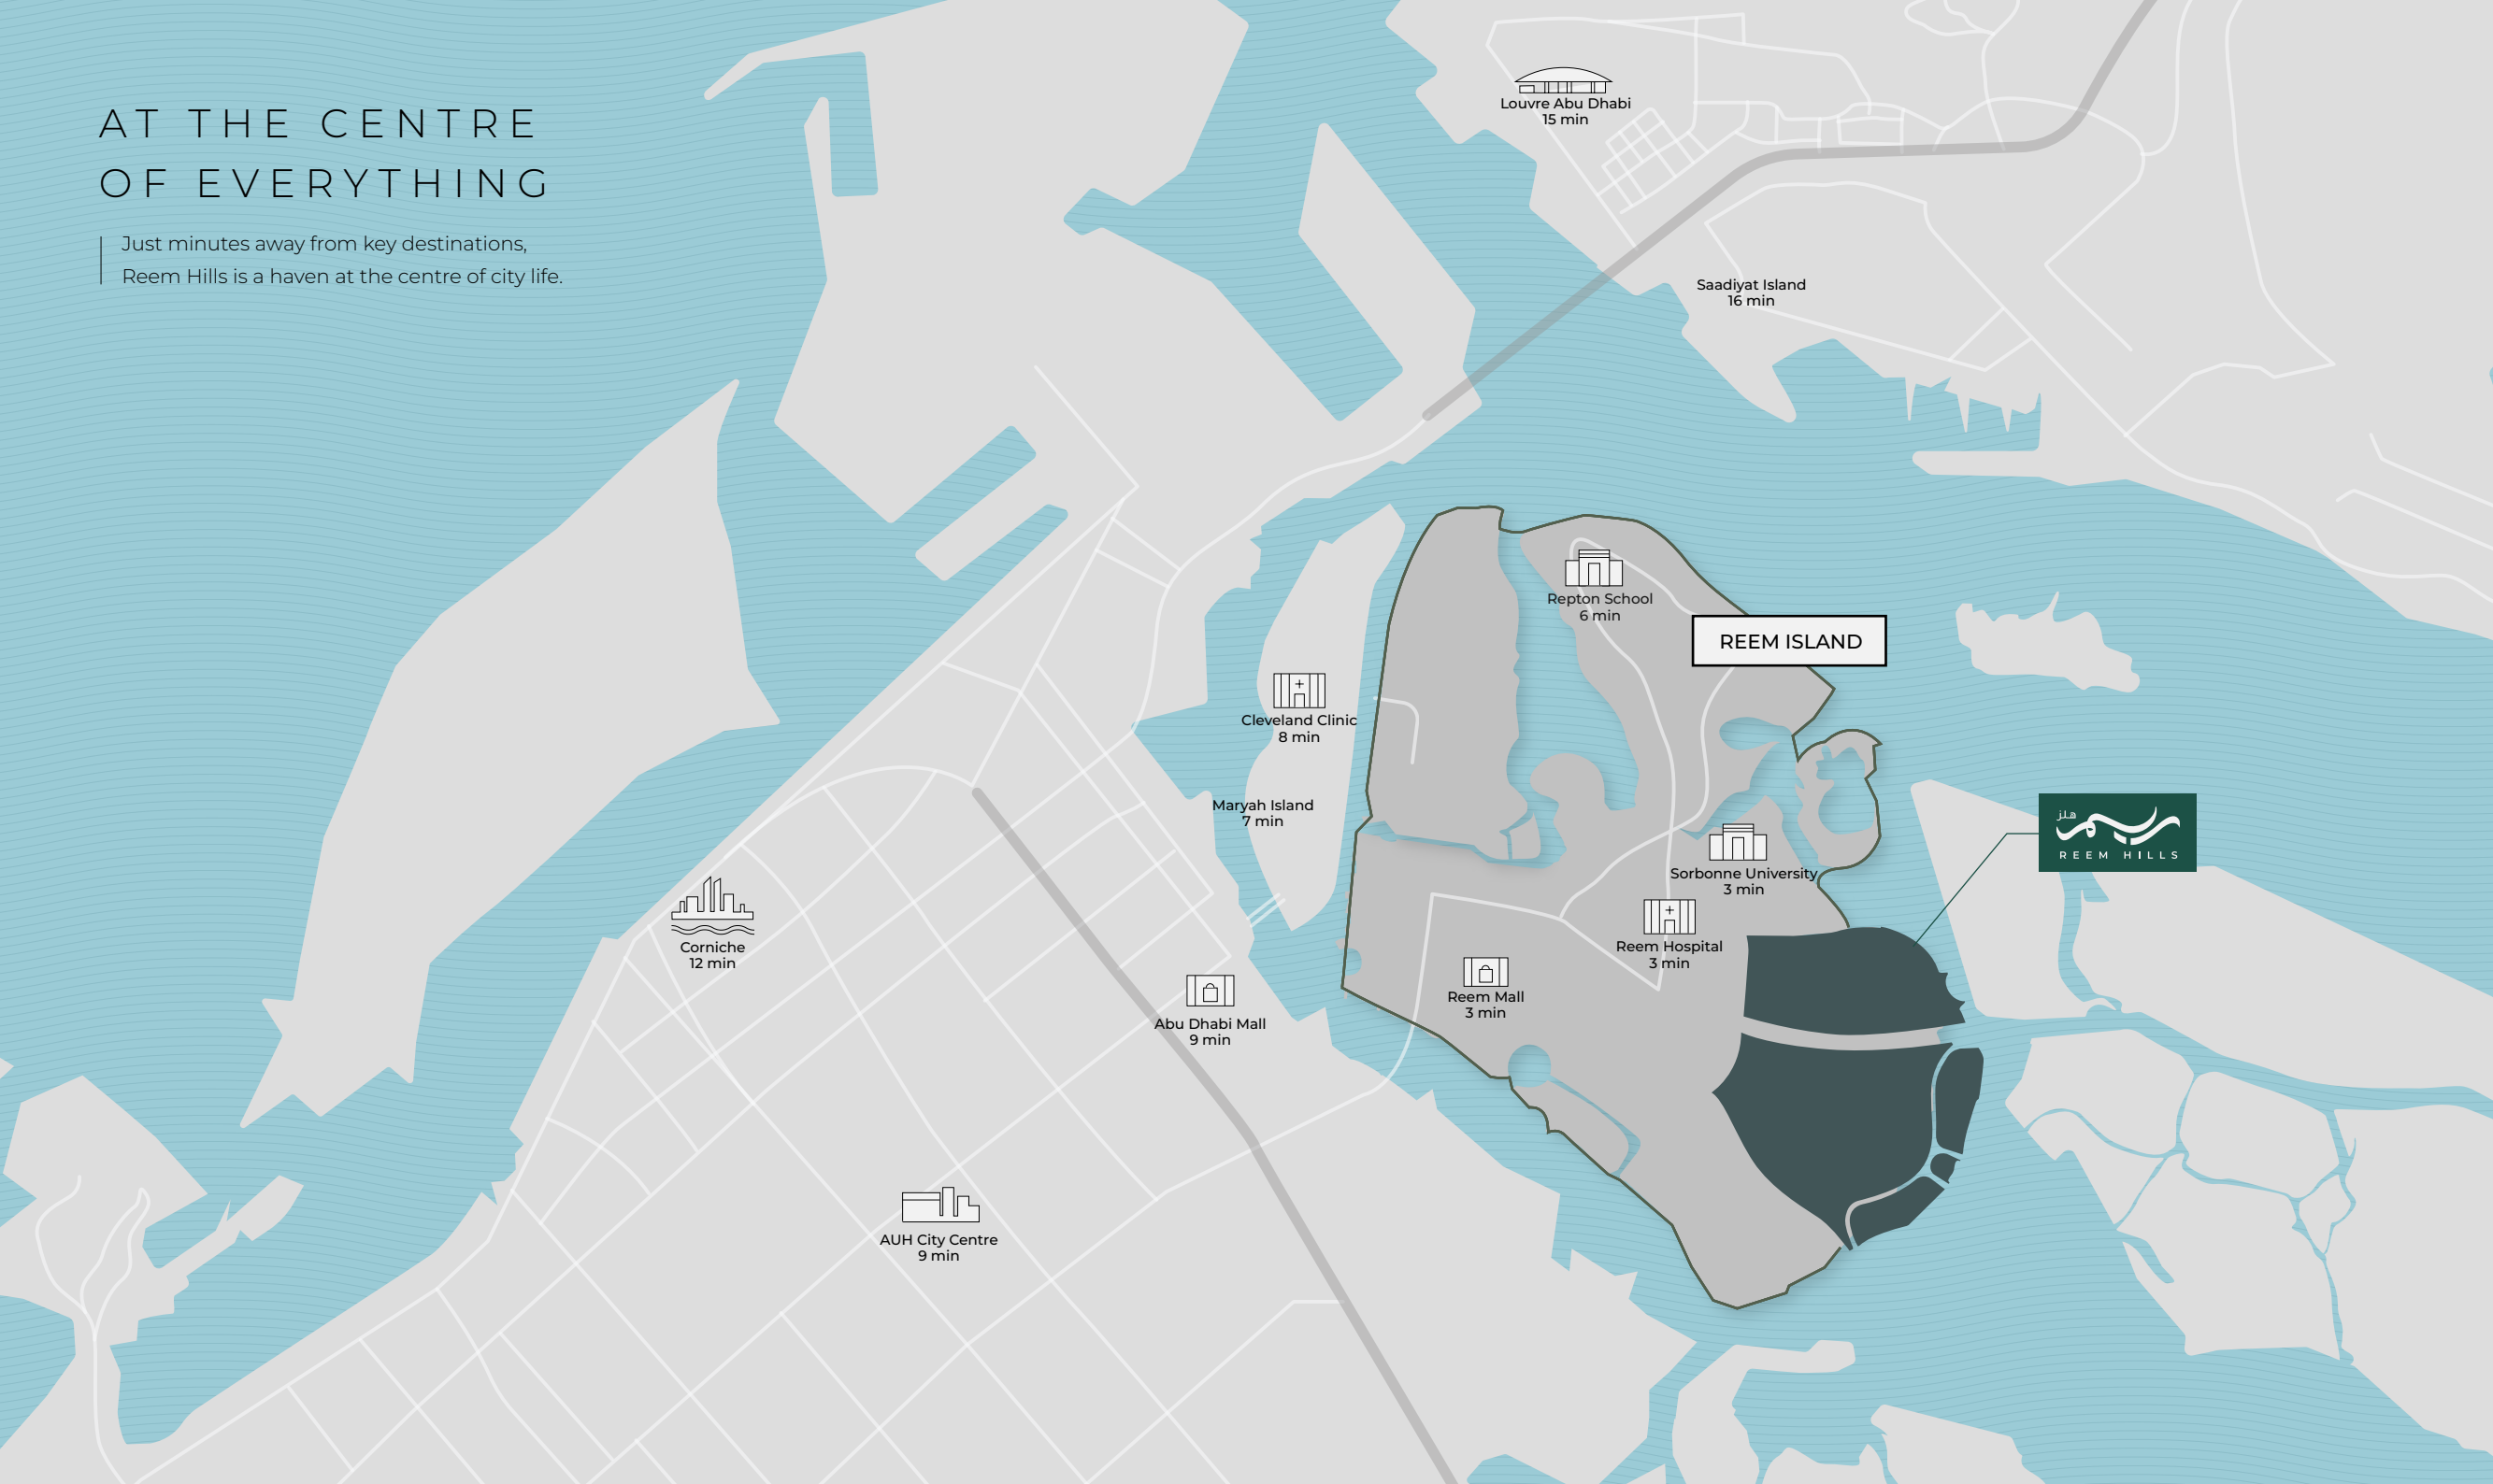 AT THE CENTRE
OF EVERYTHING
Just minutes away from key destinations,
Reem Hills is a haven at the centre of city life.
Louvre Abu Dhabi
15 min
Saadiyat Island
16 min
Repton School
6 min
REEM ISLAND
Cleveland Clinic
8 min
Maryah Island
7 min
ريم هلز
REEM HILLS
Sorbonne University
3 min
Corniche
12 min
Reem Hospital
3 min
Reem Mall
3 min
Abu Dhabi Mall
9 min
AUH City Centre
9 min